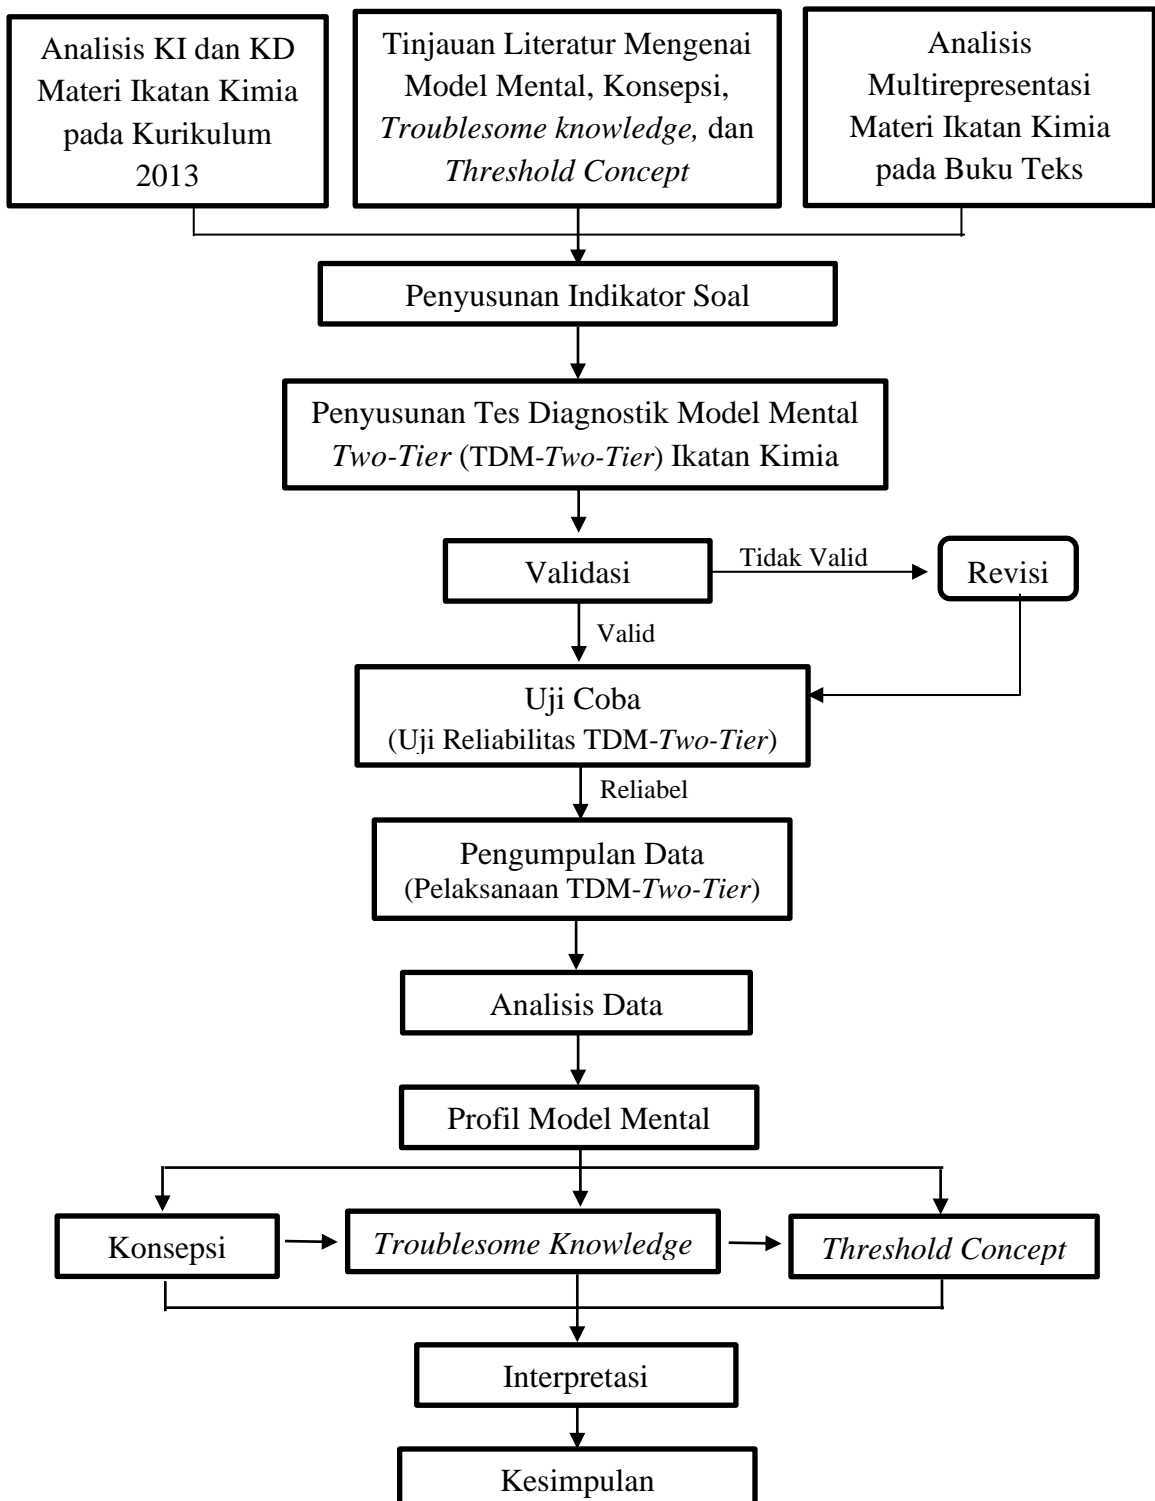 Analisis KI dan KD
Materi Ikatan Kimia
pada Kurikulum
2013
Tinjauan Literatur Mengenai
Model Mental, Konsepsi,
Troublesome knowledge, dan
Threshold Concept
Analisis
Multirepresentasi
Materi Ikatan Kimia
pada Buku Teks
Penyusunan Indikator Soal
Penyusunan Tes Diagnostik Model Mental
Two-Tier (TDM-Two-Tier) Ikatan Kimia
Validasi
Tidak Valid
Revisi
Valid
Uji Coba
(Uji Reliabilitas TDM-Two-Tier)
Reliabel
Pengumpulan Data
(Pelaksanaan TDM-Two-Tier)
Analisis Data
Profil Model Mental
Konsepsi
Troublesome Knowledge
Threshold Concept
Interpretasi
Kesimpulan